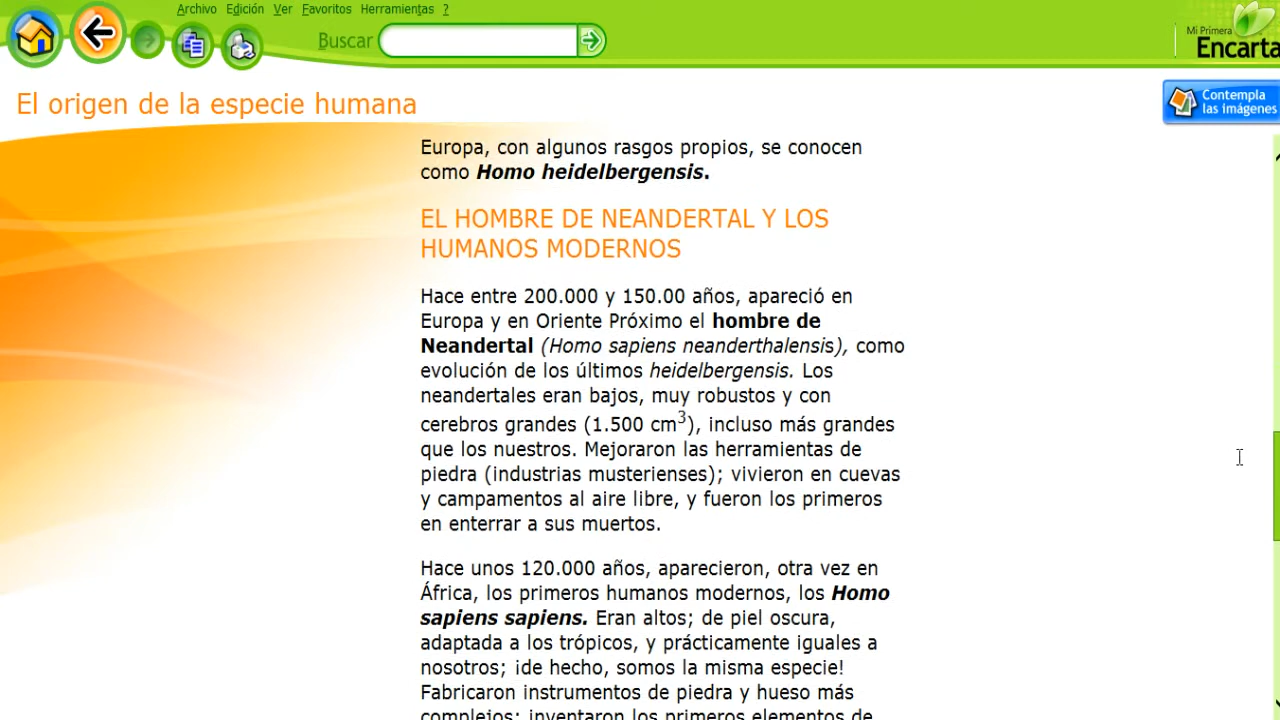 Archivo Edición Ver Favoritos Herramientas ?
Buscar
Mi Primera
Encarta
El origen de la especie humana
Contempla
las imágenes
Europa, con algunos rasgos propios, se conocen
como Homo heidelbergensis.
EL HOMBRE DE NEANDERTAL Y LOS
HUMANOS MODERNOS
Hace entre 200.000 y 150.00 años, apareció en
Europa y en Oriente Próximo el hombre de
Neandertal (Homo sapiens neanderthalensis), como
evolución de los últimos heidelbergensis. Los
neandertales eran bajos, muy robustos y con
cerebros grandes (1.500 cm³), incluso más grandes
que los nuestros. Mejoraron las herramientas de
piedra (industrias musterienses); vivieron en cuevas
y campamentos al aire libre, y fueron los primeros
en enterrar a sus muertos.
Hace unos 120.000 años, aparecieron, otra vez en
África, los primeros humanos modernos, los Homo
sapiens sapiens. Eran altos; de piel oscura,
adaptada a los trópicos, y prácticamente iguales a
nosotros; ¡de hecho, somos la misma especie!
Fabricaron instrumentos de piedra y hueso más
complejos; inventaron los primeros elementos de